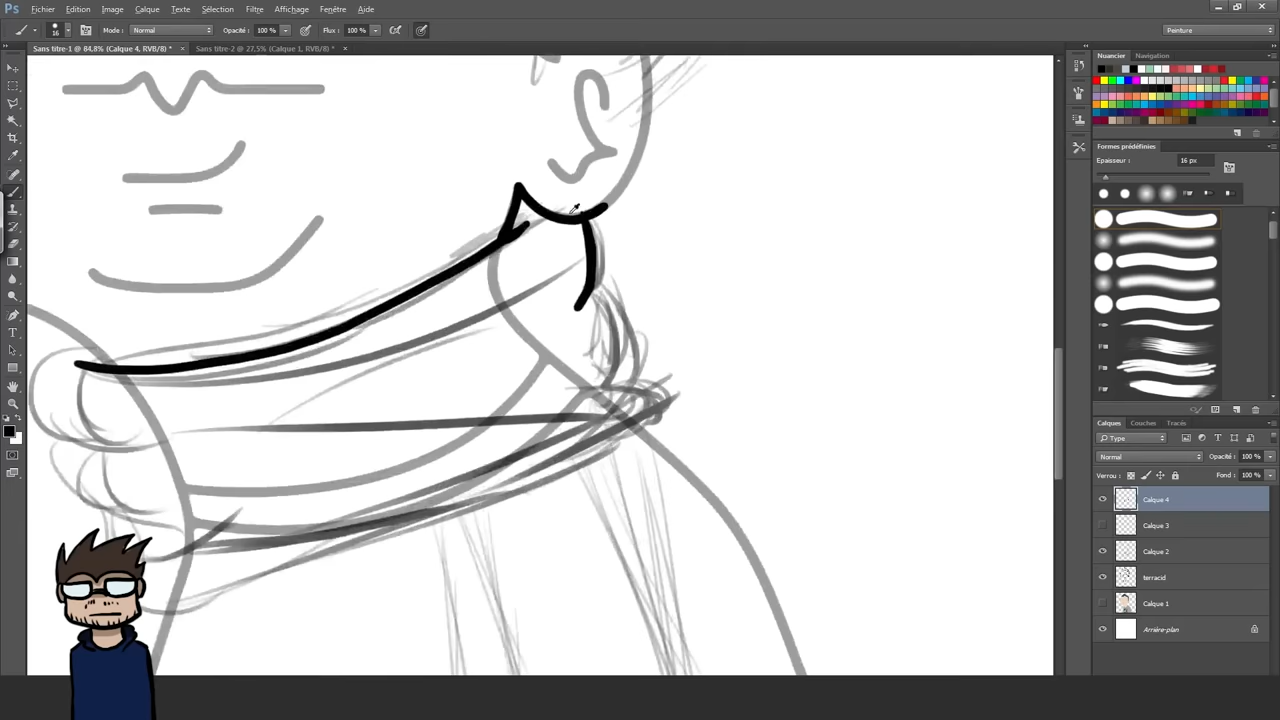 Ps Fichier Edition Image Calque Texte Sélection Filtre Affichage Fenêtre Aide
16 Mode : Normal Opacité : 100 % Flux : 100 % Peinture
Sans titre-1 @ 84,8% (Calque 4, RVB/8) * × Sans titre-2 @ 27,5% (Calque 1, RVB/8) * ×
Nuancier Navigation
Formes prédéfinies
Epaisseur : 16 px
Calques Couches Tracés
Type
Normal Opacité : 100 %
Verrou : Fond : 100 %
Calque 4
Calque 3
Calque 2
terracid
Calque 1
Arrière-plan